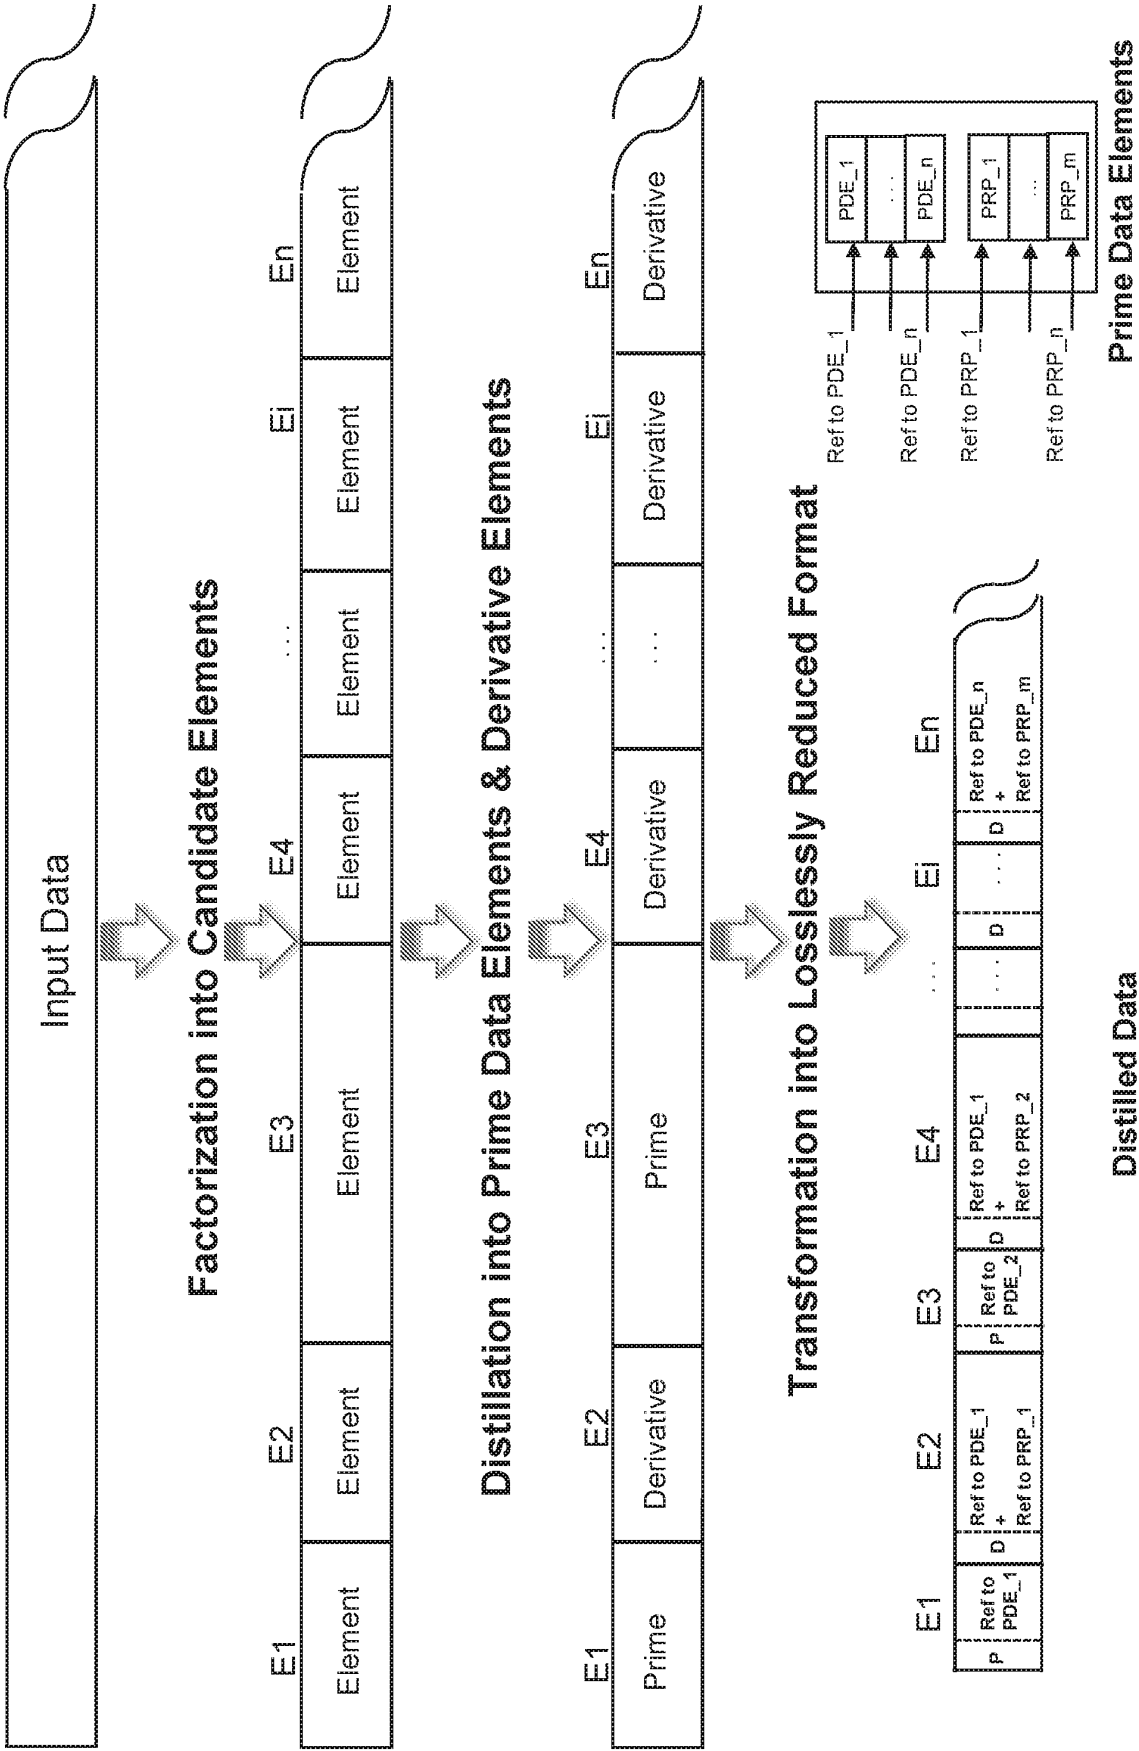 Input Data
Factorization into Candidate Elements
E1 E2 E3 E4 ... Ei En
Element Element Element Element Element Element Element
Distillation into Prime Data Elements & Derivative Elements
E1 E2 E3 E4 ... Ei En
Prime Derivative Prime Derivative ... Derivative Derivative
Transformation into Losslessly Reduced Format
E1 E2 E3 E4 ... Ei En
P Ref to PDE_1
D Ref to PDE_1
+
Ref to PRP_1
P Ref to PDE_2
D Ref to PDE_1
+
Ref to PRP_2
....
D ....
D Ref to PDE_n
+
Ref to PRP_m
Distilled Data
Ref to PDE_1 PDE_1
...
Ref to PDE_n PDE_n
Ref to PRP_1 PRP_1
...
Ref to PRP_n PRP_m
Prime Data Elements